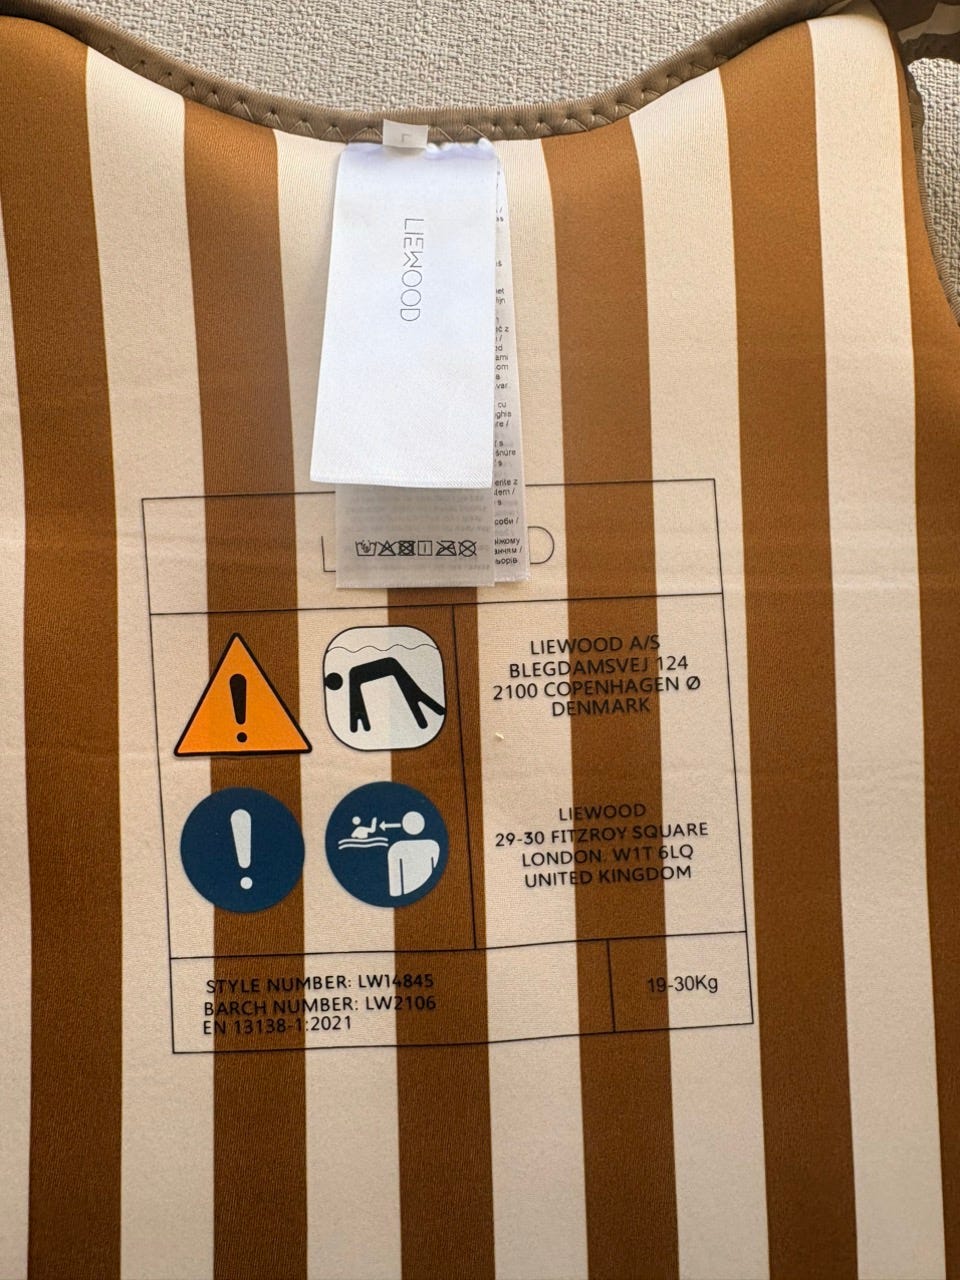 L
LIEWOOD
LIEWOOD A/S
BLEGDAMSVEJ 124
2100 COPENHAGEN Ø
DENMARK
LIEWOOD
29-30 FITZROY SQUARE
LONDON. W1T 6LQ
UNITED KINGDOM
STYLE NUMBER: LW14845
BARCH NUMBER: LW2106
EN 13138-1:2021
19-30Kg